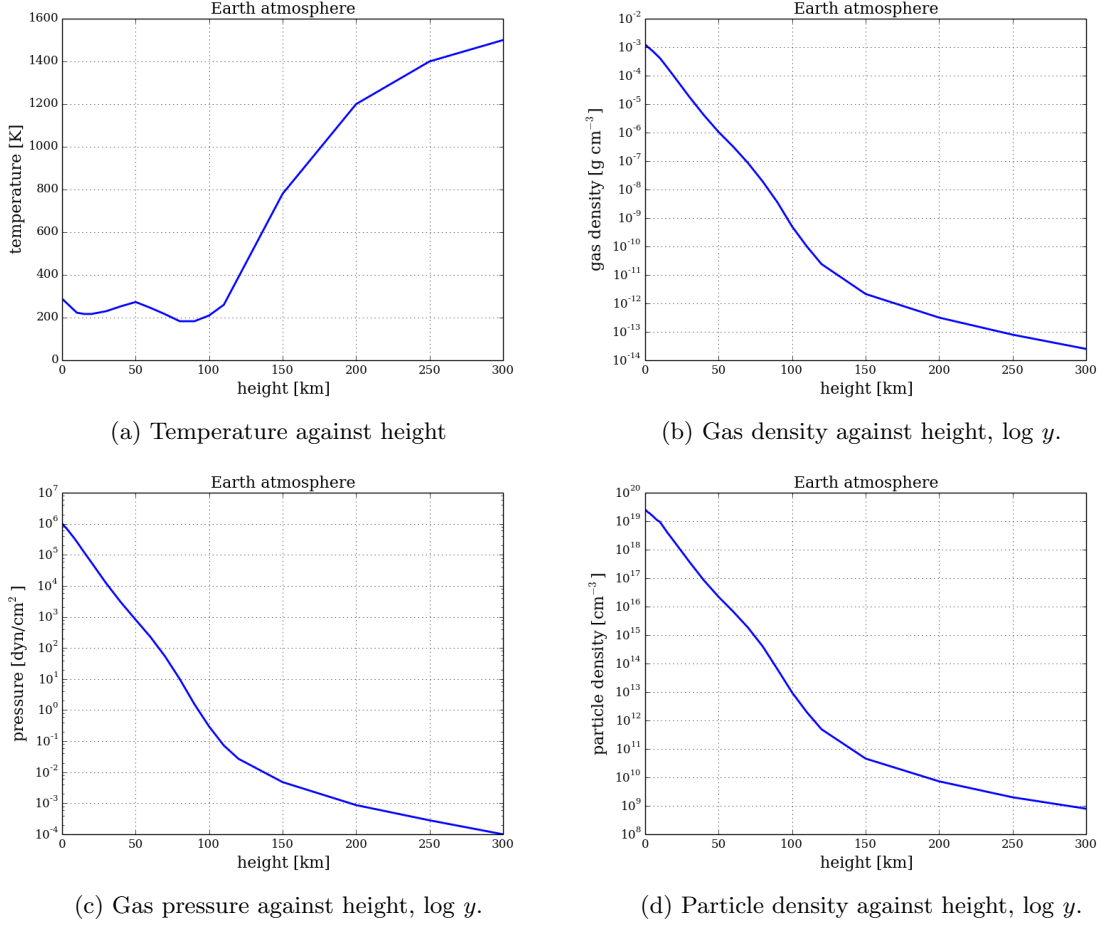 Earth atmosphere
1600
1400
1200
1000
800
600
400
200
0
temperature [K]
0 50 100 150 200 250 300
height [km]
(a) Temperature against height
Earth atmosphere
10⁻²
10⁻³
10⁻⁴
10⁻⁵
10⁻⁶
10⁻⁷
10⁻⁸
10⁻⁹
10⁻¹⁰
10⁻¹¹
10⁻¹²
10⁻¹³
10⁻¹⁴
gas density [g cm⁻³]
0 50 100 150 200 250 300
height [km]
(b) Gas density against height, log y.
Earth atmosphere
10⁷
10⁶
10⁵
10⁴
10³
10²
10¹
10⁰
10⁻¹
10⁻²
10⁻³
10⁻⁴
pressure [dyn/cm²]
0 50 100 150 200 250 300
height [km]
(c) Gas pressure against height, log y.
Earth atmosphere
10²⁰
10¹⁹
10¹⁸
10¹⁷
10¹⁶
10¹⁵
10¹⁴
10¹³
10¹²
10¹¹
10¹⁰
10⁹
10⁸
particle density [cm⁻³]
0 50 100 150 200 250 300
height [km]
(d) Particle density against height, log y.